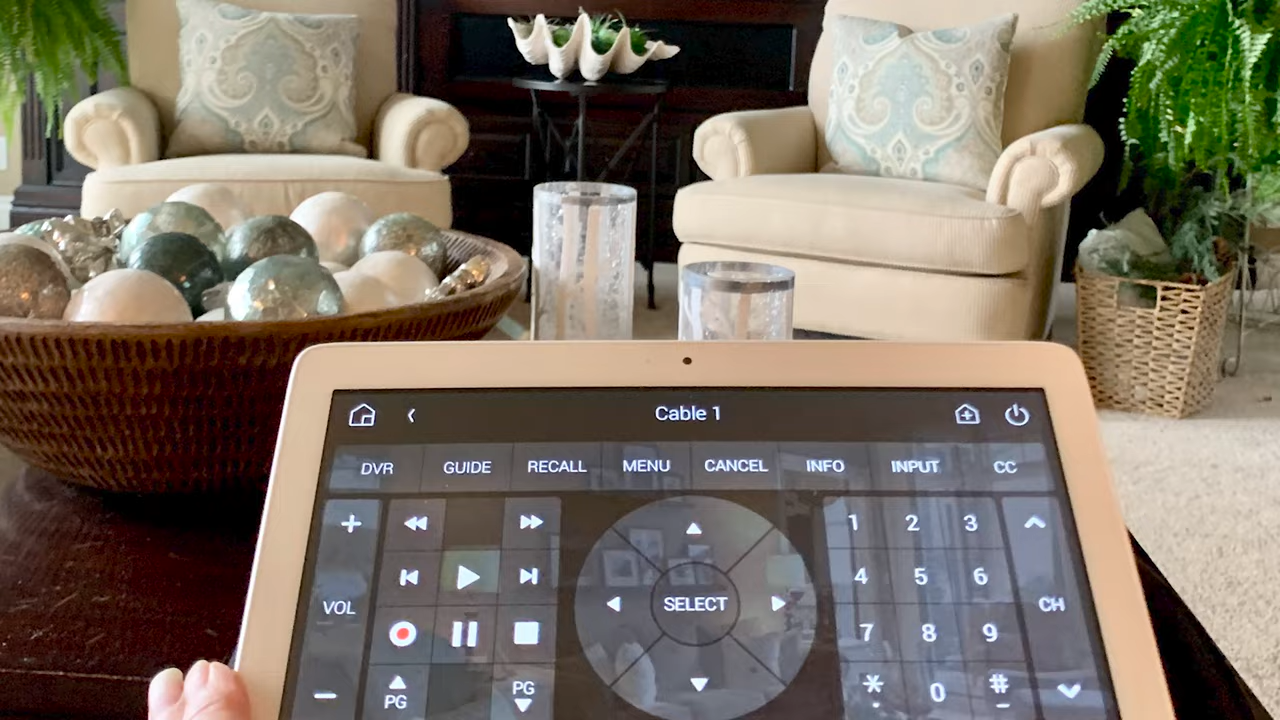 Cable 1
DVR GUIDE RECALL MENU CANCEL INFO INPUT CC
1 2 3
4 5 6
VOL SELECT CH
7 8 9
PG PG * 0 #